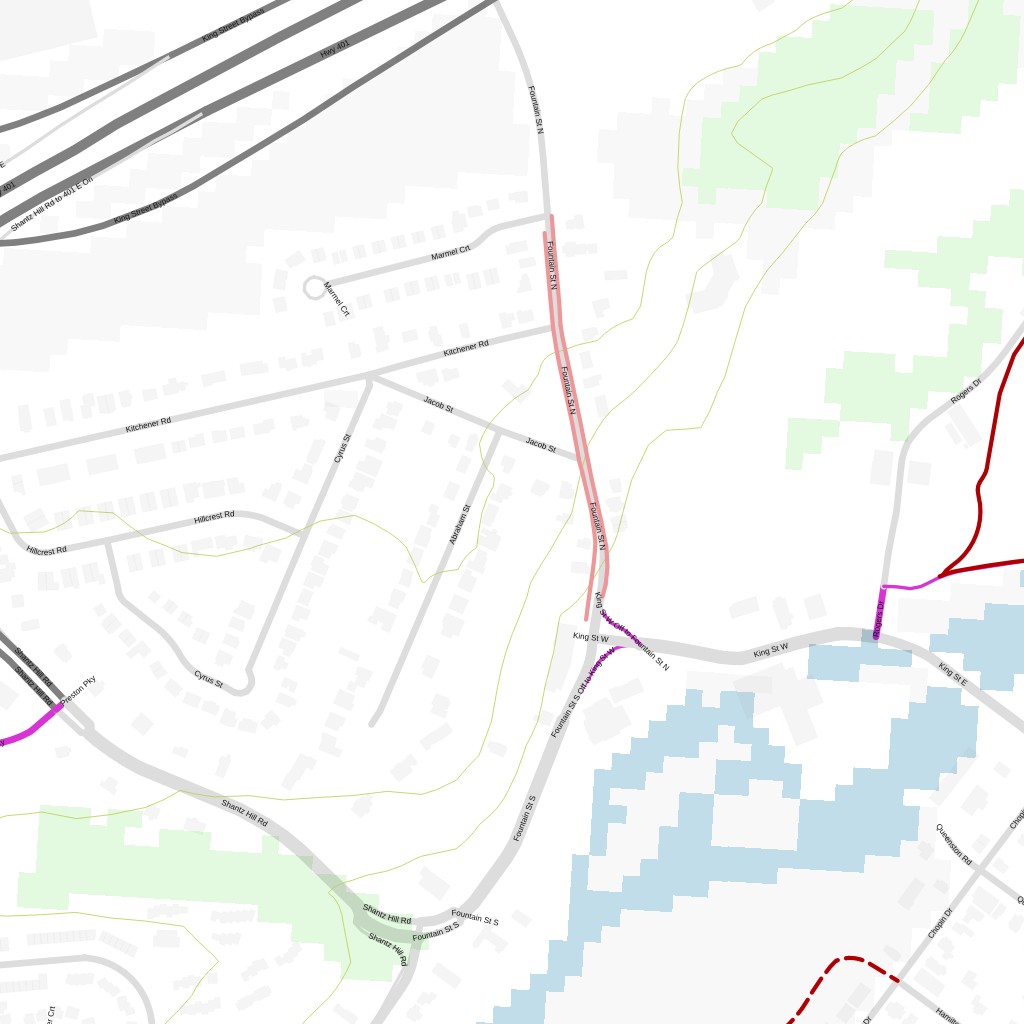 King Street Bypass
Hwy 401
Fountain St N
E
401
Shantz Hill Rd to 401 E On
King Street Bypass
Marmel Crt
Fountain St N
Marmel Crt
Kitchener Rd
Fountain St N
Rogers Dr
Jacob St
Kitchener Rd
Jacob St
Cyrus St
Hillcrest Rd
Abraham St
Fountain St N
Hillcrest Rd
King St W Off to Fountain St N
Rogers Dr
King St W
King St W
Shantz Hill Rd
Shantz Hill Rd
Cyrus St
Preston Pky
Fountain St S Off to King St W
King St E
Shantz Hill Rd
Fountain St S
Queenston Rd
Shantz Hill Rd
Fountain St S
Fountain St S
Chopin Dr
Shantz Hill Rd